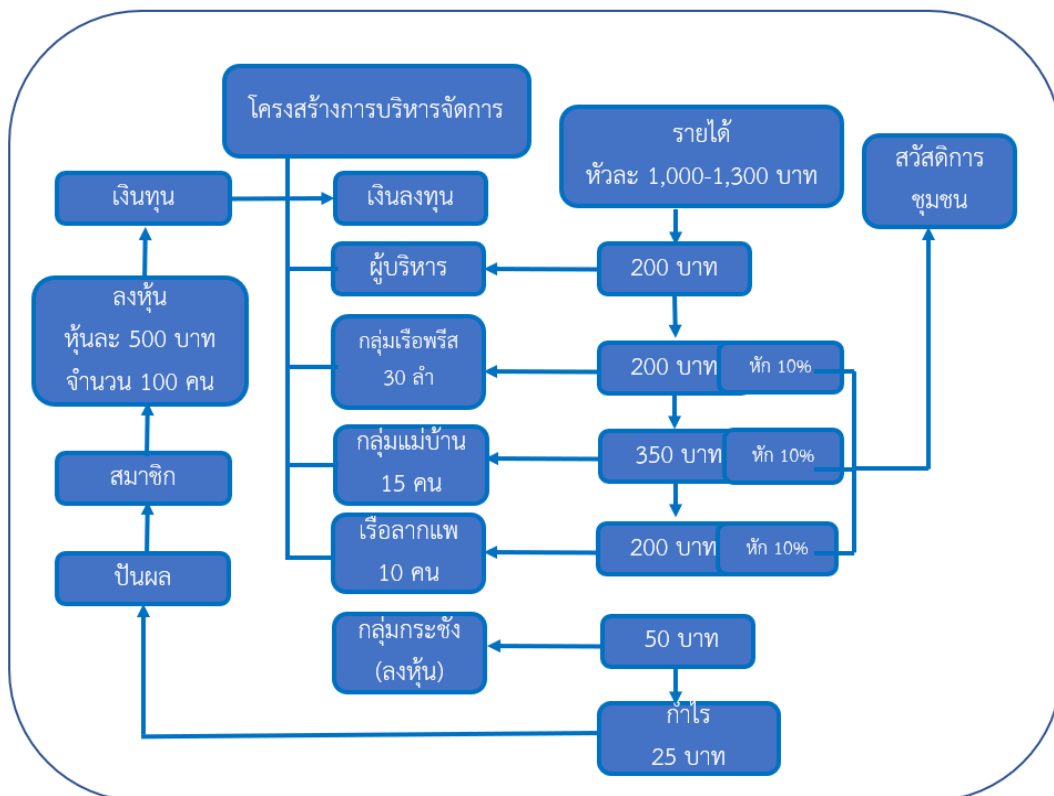 โครงสร้างการบริหารจัดการ
รายได้
หัวละ 1,000-1,300 บาท
สวัสดิการ
ชุมชน
เงินทุน
เงินลงทุน
ผู้บริหาร
200 บาท
ลงหุ้น
หุ้นละ 500 บาท
จำนวน 100 คน
กลุ่มเรือพรีส
30 ลำ
200 บาท
หัก 10%
กลุ่มแม่บ้าน
15 คน
350 บาท
หัก 10%
สมาชิก
เรือลากแพ
10 คน
200 บาท
หัก 10%
ปันผล
กลุ่มกระชัง
(ลงหุ้น)
50 บาท
กำไร
25 บาท